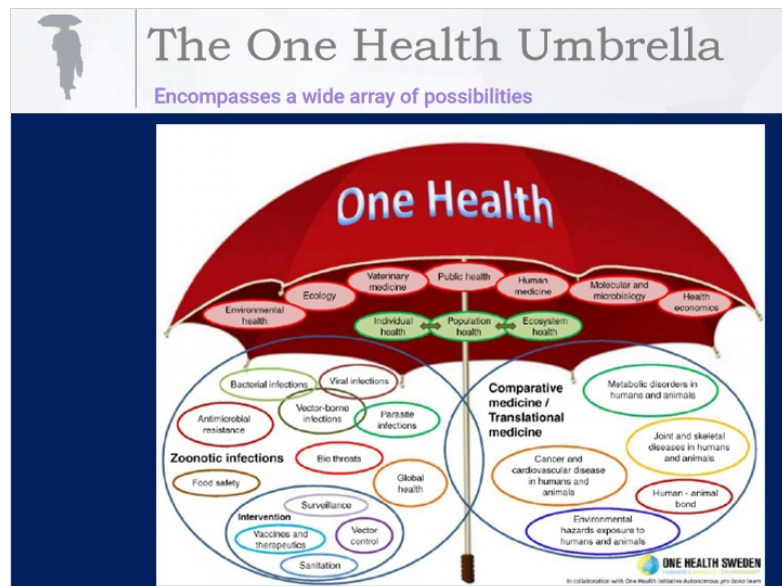 The One Health Umbrella
Encompasses a wide array of possibilities
One Health
Environmental
health
Ecology
Veterinary
medicine
Public health
Human
medicine
Molecular and
microbiology
Health
economics
Individual
health
Population
health
Ecosystem
health
Bacterial infections
Viral infections
Vector-borne
infections
Parasite
infections
Antimicrobial
resistance
Zoonotic infections
Bio threats
Food safety
Global
health
Surveillance
Intervention
Vaccines and
therapeutics
Vector
control
Sanitation
Comparative
medicine /
Translational
medicine
Metabolic disorders in
humans and animals
Joint and skeletal
diseases in humans
and animals
Cancer and
cardiovascular disease
in humans and
animals
Human - animal
bond
Environmental
hazards exposure to
humans and animals
ONE HEALTH SWEDEN
In collaboration with One Health Initiative Autonomous pro bono team